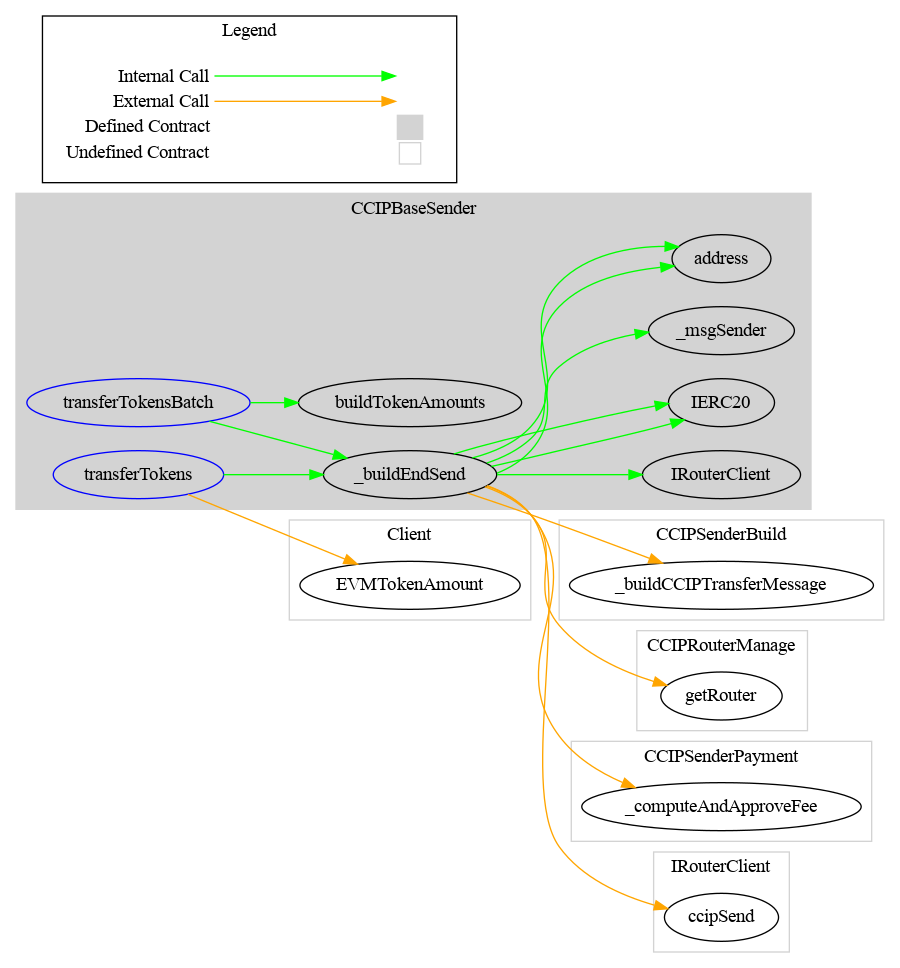 Legend
Internal Call
External Call
Defined Contract
Undefined Contract
CCIPBaseSender
address
_msgSender
transferTokensBatch
buildTokenAmounts
IERC20
transferTokens
_buildEndSend
IRouterClient
Client
EVMTokenAmount
CCIPSenderBuild
_buildCCIPTransferMessage
CCIPRouterManage
getRouter
CCIPSenderPayment
_computeAndApproveFee
IRouterClient
ccipSend